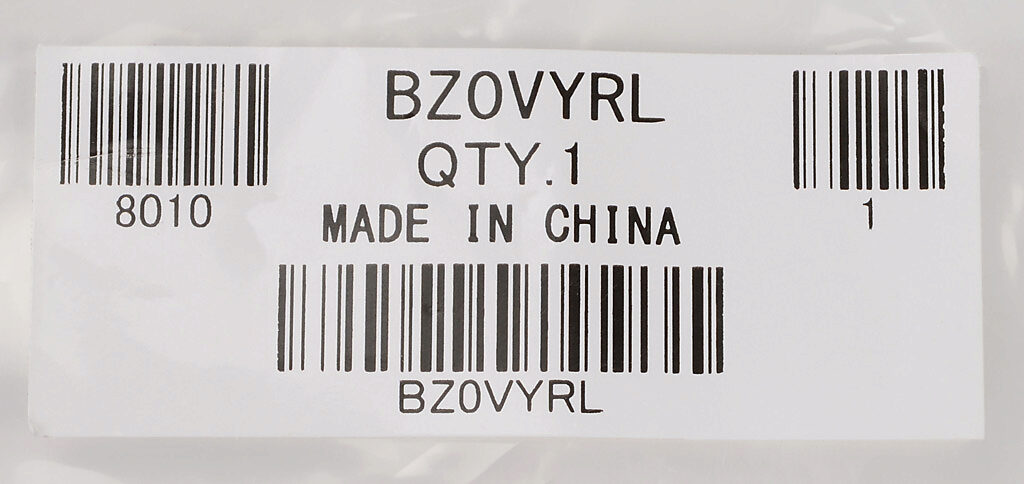 BZ0VYRL
QTY.1
8010
1
MADE IN CHINA
BZ0VYRL